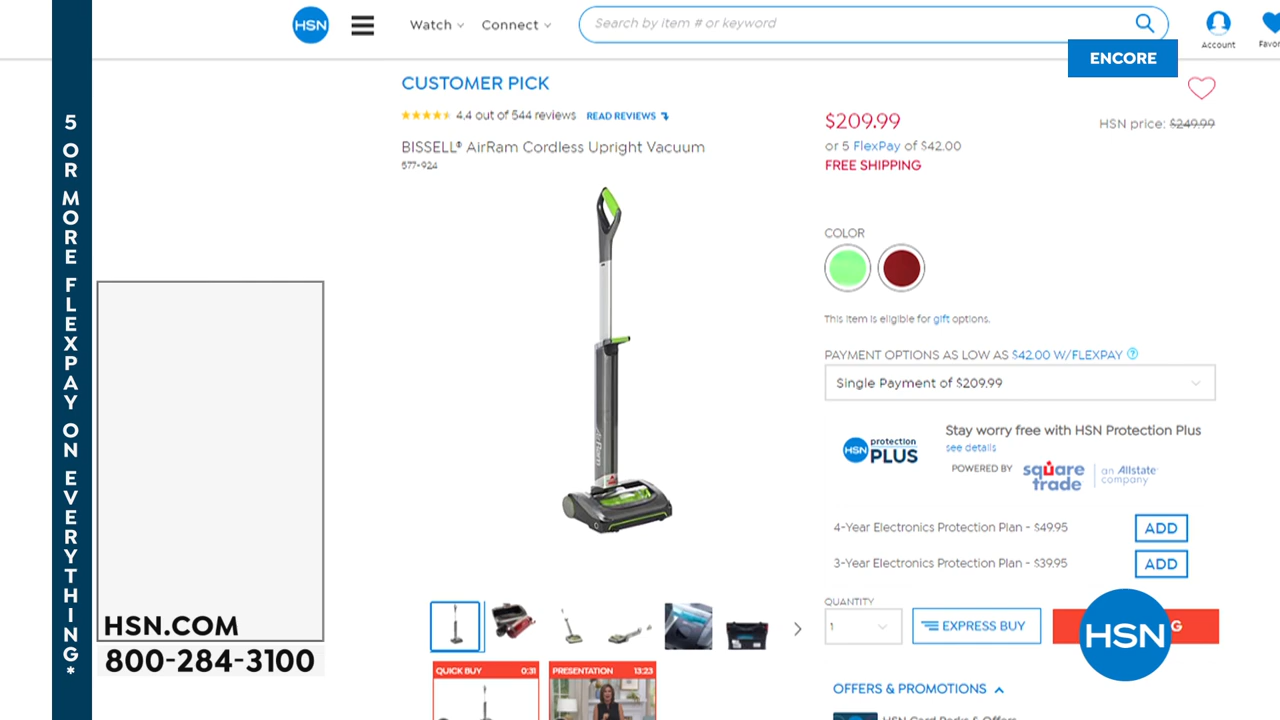 5 OR MORE FLEXPAY ON EVERYTHING*
HSN
Watch
Connect
Search by item # or keyword
Account
ENCORE
CUSTOMER PICK
4.4 out of 544 reviews READ REVIEWS
BISSELL® AirRam Cordless Upright Vacuum
577-924
$209.99
HSN price: $249.99
or 5 FlexPay of $42.00
FREE SHIPPING
COLOR
This item is eligible for gift options.
PAYMENT OPTIONS AS LOW AS $42.00 W/FLEXPAY ?
Single Payment of $209.99
HSN protection PLUS
Stay worry free with HSN Protection Plus
see details
POWERED BY square trade an Allstate company
4-Year Electronics Protection Plan - $49.95 ADD
3-Year Electronics Protection Plan - $39.95 ADD
QUANTITY
1
EXPRESS BUY
HSN
OFFERS & PROMOTIONS
AirRam
QUICK BUY 0:31
PRESENTATION 13:23
HSN.COM
800-284-3100